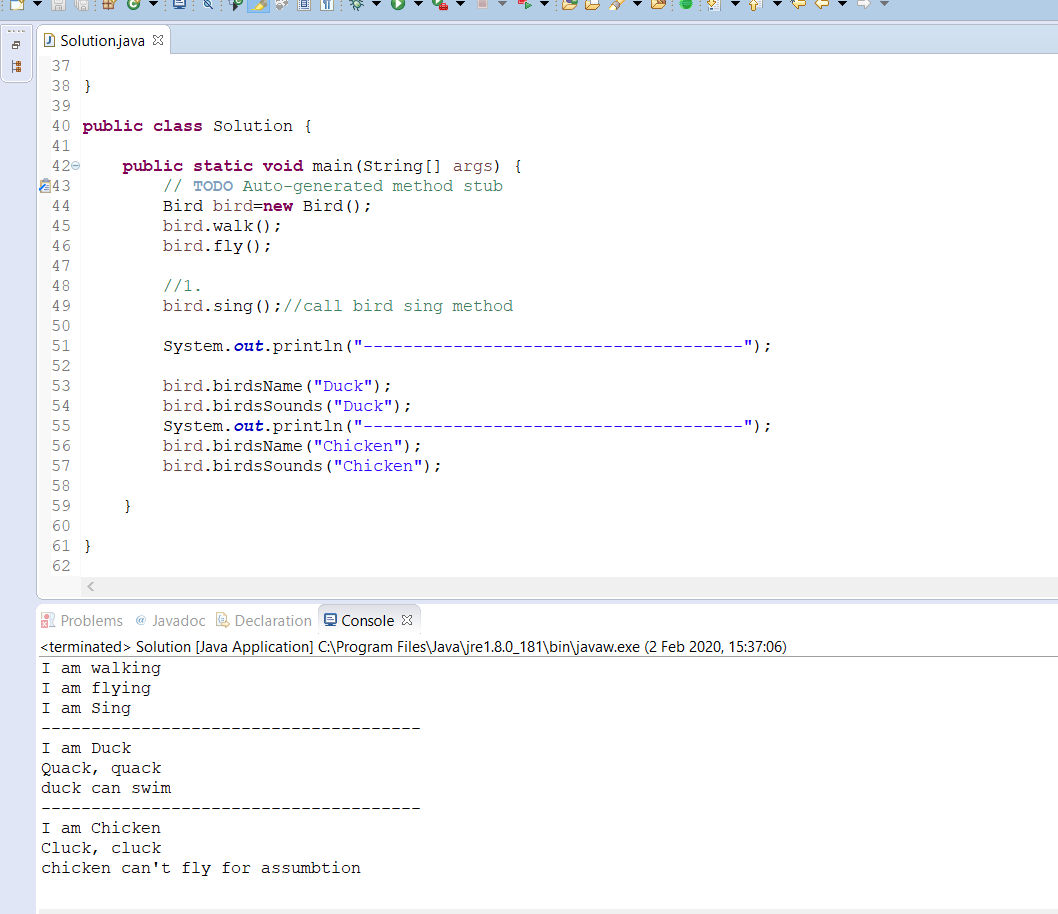 Solution.java
37
38 }
39
40 public class Solution {
41
42 public static void main(String[] args) {
43 // TODO Auto-generated method stub
44 Bird bird=new Bird();
45 bird.walk();
46 bird.fly();
47
48 //1.
49 bird.sing();//call bird sing method
50
51 System.out.println("--------------------------------------");
52
53 bird.birdsName("Duck");
54 bird.birdsSounds("Duck");
55 System.out.println("--------------------------------------");
56 bird.birdsName("Chicken");
57 bird.birdsSounds("Chicken");
58
59 }
60
61 }
62
Problems @ Javadoc Declaration Console
<terminated> Solution [Java Application] C:\Program Files\Java\jre1.8.0_181\bin\javaw.exe (2 Feb 2020, 15:37:06)
I am walking
I am flying
I am Sing
--------------------------------------
I am Duck
Quack, quack
duck can swim
--------------------------------------
I am Chicken
Cluck, cluck
chicken can't fly for assumbtion